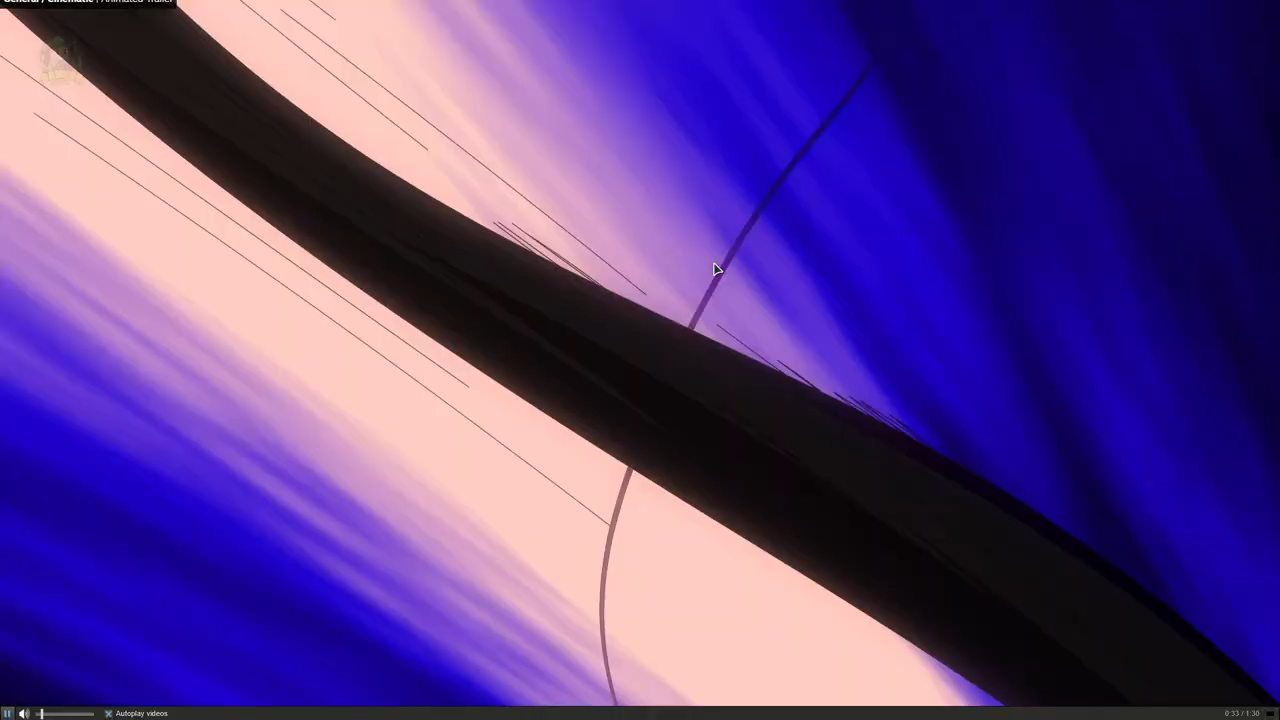 General / Cinematic | Animated Trailer
Autoplay videos
0:33 / 1:30